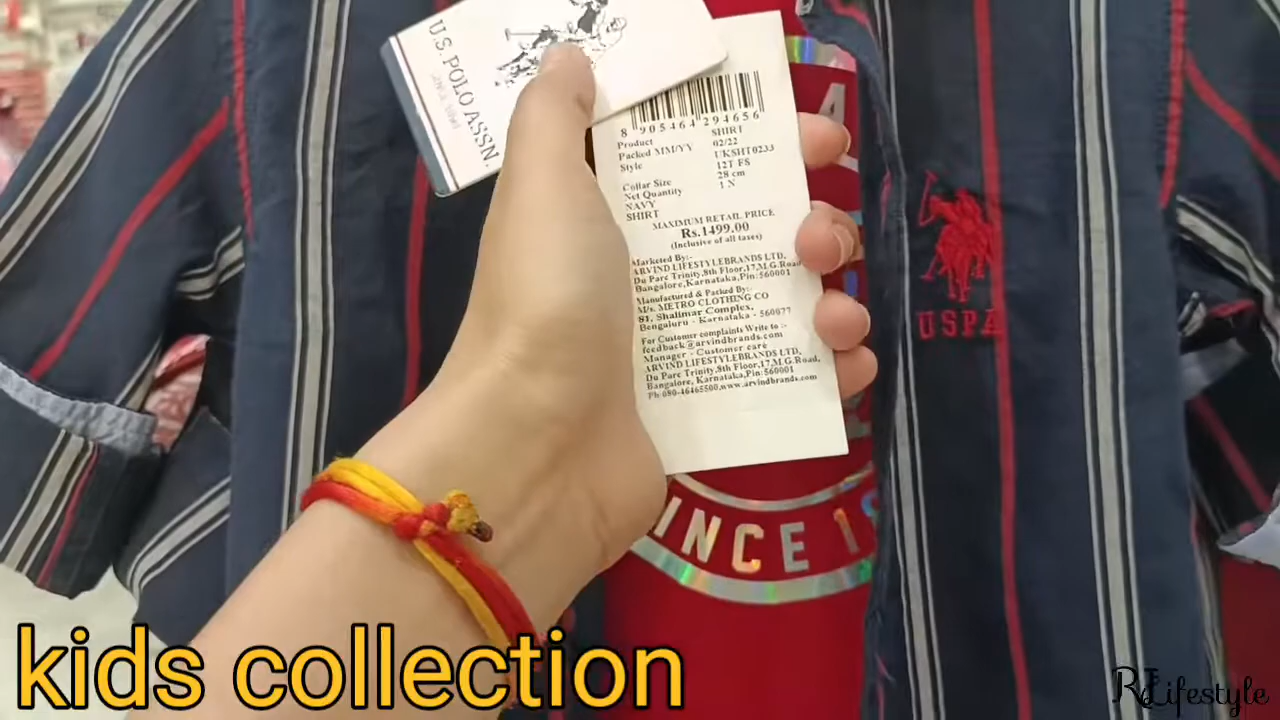 U.S. POLO ASSN.
SINCE 1890
8 905464 294656
Product SHIRT
Packed MM/YY 02/22
Style UKSHT0233
12T FS
Collar Size 28 cm
Net Quantity 1 N
NAVY
SHIRT
MAXIMUM RETAIL PRICE
Rs.1499.00
(Inclusive of all taxes)
Marketed By:-
ARVIND LIFESTYLEBRANDS LTD,
Du Parc Trinity,8th Floor,17,M.G.Road,
Bangalore,Karnataka,Pin:560001
Manufactured & Packed By:-
M/s. METRO CLOTHING CO
81, Shalimar Complex,
Bengaluru - Karnataka - 560077
For Customer complaints Write to :-
feedback@arvindbrands.com
Manager - Customer care
ARVIND LIFESTYLEBRANDS LTD,
Du Parc Trinity,8th Floor,17,M.G.Road,
Bangalore, Karnataka,Pin:560001
Ph 080-46465500,www.arvindbrands.com
USPA
INCE 1
kids collection
RJ Lifestyle